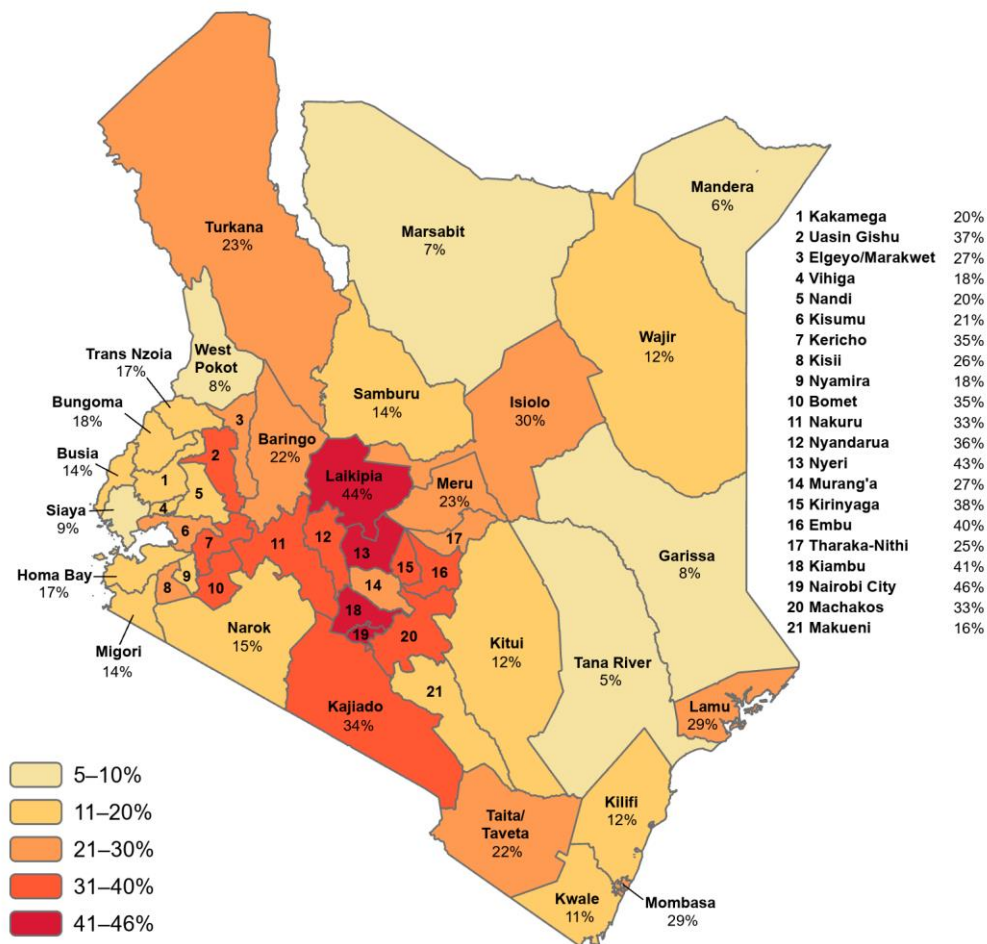 Turkana
23%
Marsabit
7%
Mandera
6%
Wajir
12%
West
Pokot
8%
Trans Nzoia
17%
Bungoma
18%
Busia
14%
Siaya
9%
Homa Bay
17%
Migori
14%
Samburu
14%
Isiolo
30%
Baringo
22%
Laikipia
44%
Meru
23%
Garissa
8%
Narok
15%
Kitui
12%
Tana River
5%
Lamu
29%
Kajiado
34%
Taita/
Taveta
22%
Kilifi
12%
Kwale
11%
Mombasa
29%
1
2
3
4
5
6
7
8
9
10
11
12
13
14
15
16
17
18
19
20
21
1 Kakamega 20%
2 Uasin Gishu 37%
3 Elgeyo/Marakwet 27%
4 Vihiga 18%
5 Nandi 20%
6 Kisumu 21%
7 Kericho 35%
8 Kisii 26%
9 Nyamira 18%
10 Bomet 35%
11 Nakuru 33%
12 Nyandarua 36%
13 Nyeri 43%
14 Murang'a 27%
15 Kirinyaga 38%
16 Embu 40%
17 Tharaka-Nithi 25%
18 Kiambu 41%
19 Nairobi City 46%
20 Machakos 33%
21 Makueni 16%
5–10%
11–20%
21–30%
31–40%
41–46%